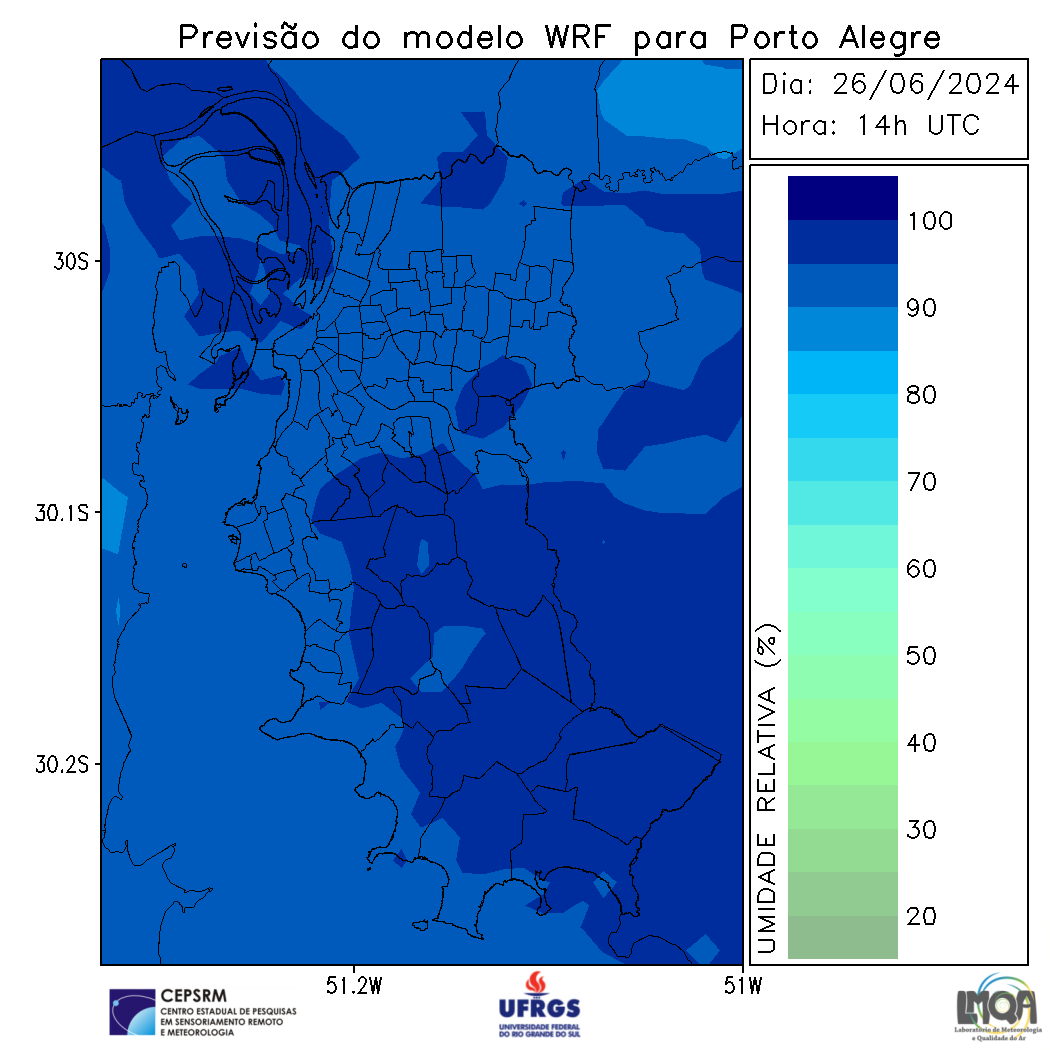 Previsão do modelo WRF para Porto Alegre
Dia: 26/06/2024
Hora: 14h UTC
30S
30.1S
30.2S
51.2W
51W
100
90
80
70
60
50
40
30
20
UMIDADE RELATIVA (%)
CEPSRM
CENTRO ESTADUAL DE PESQUISAS
EM SENSORIAMENTO REMOTO
E METEOROLOGIA
UFRGS
UNIVERSIDADE FEDERAL
DO RIO GRANDE DO SUL
LMQA
Laboratório de Meteorologia
e Qualidade do Ar